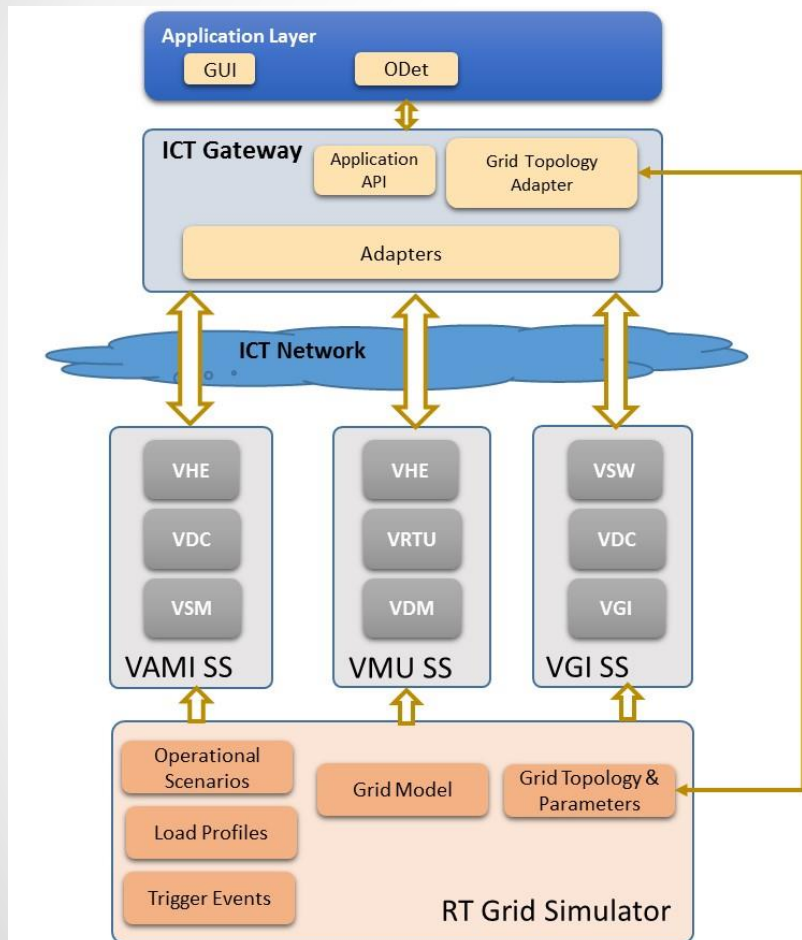 Application Layer
GUI
ODet
ICT Gateway
Application
API
Grid Topology
Adapter
Adapters
ICT Network
VHE
VDC
VSM
VAMI SS
VHE
VRTU
VDM
VMU SS
VSW
VDC
VGI
VGI SS
Operational
Scenarios
Load Profiles
Trigger Events
Grid Model
Grid Topology &
Parameters
RT Grid Simulator